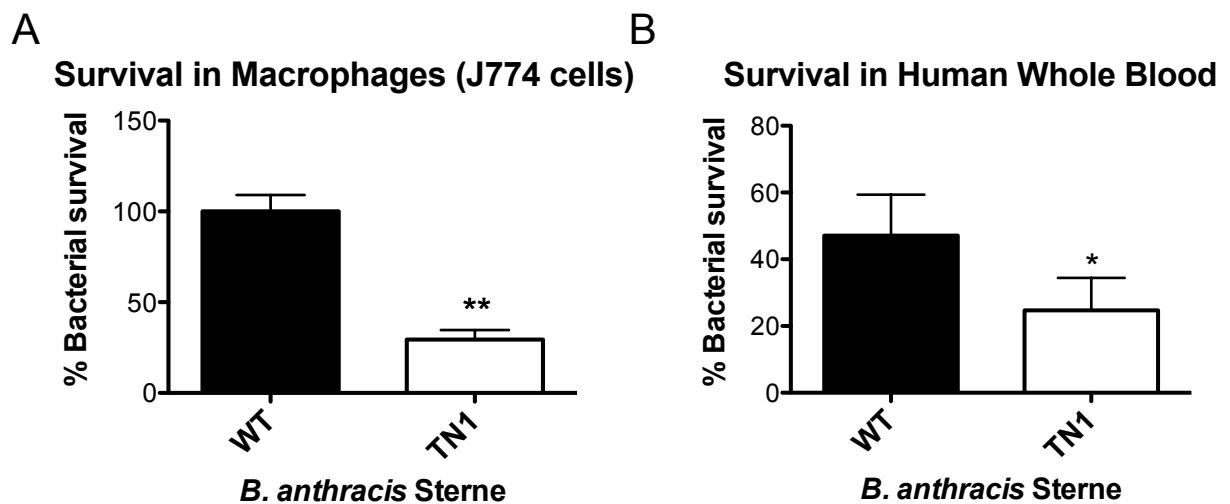 A
Survival in Macrophages (J774 cells)
% Bacterial survival
150
100
50
0
**
WT
TN1
B. anthracis Sterne
B
Survival in Human Whole Blood
% Bacterial survival
80
60
40
20
0
*
WT
TN1
B. anthracis Sterne